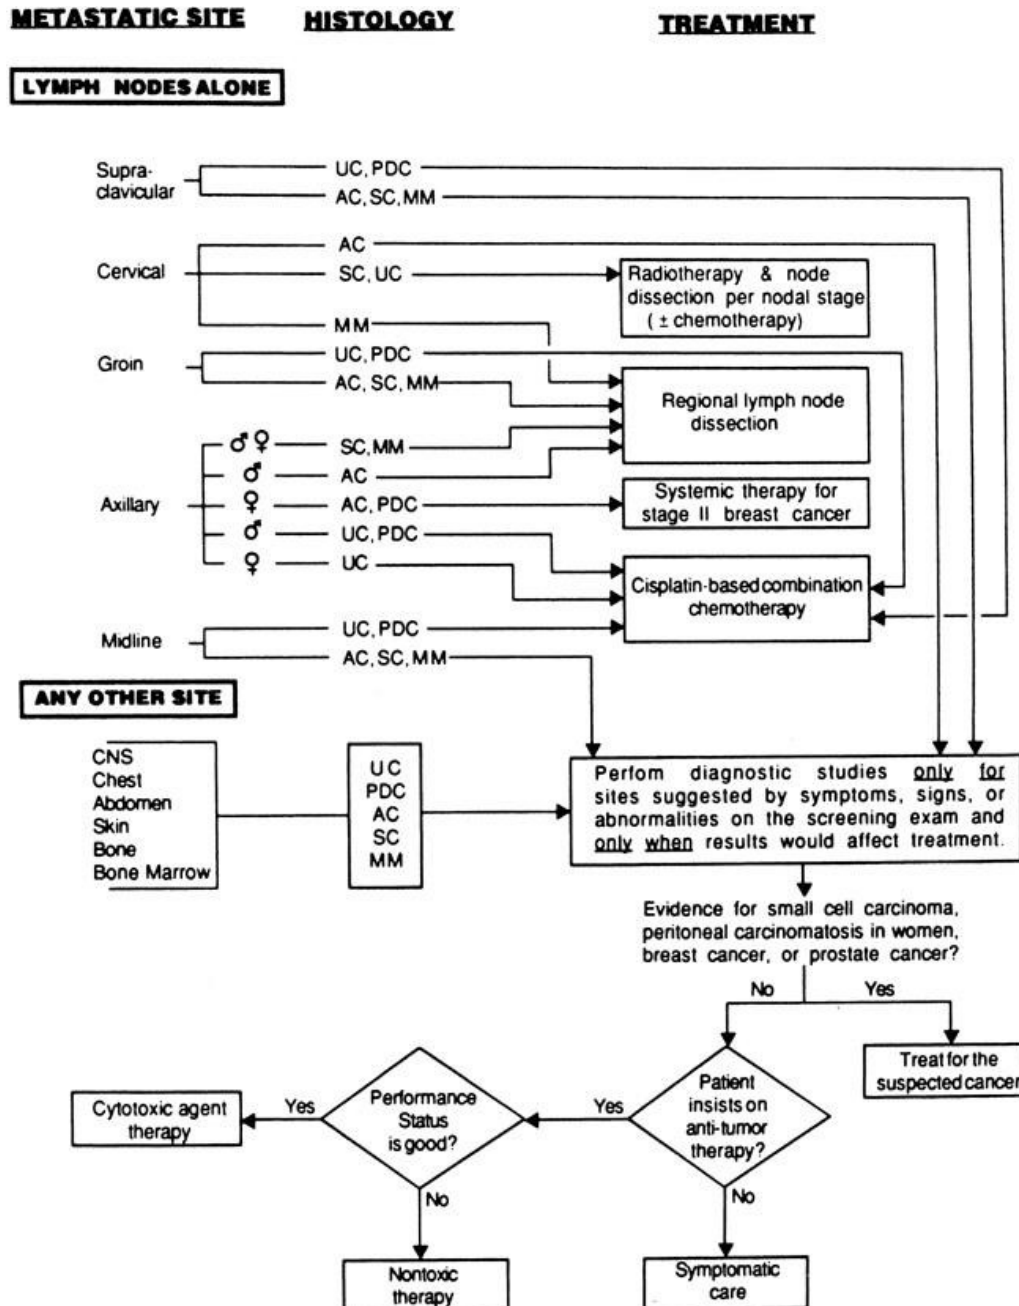 METASTATIC SITE
HISTOLOGY
TREATMENT
LYMPH NODES ALONE
Supra-
clavicular
UC, PDC
AC, SC, MM
Cervical
AC
SC, UC
MM
Radiotherapy & node
dissection per nodal stage
( ± chemotherapy)
Groin
UC, PDC
AC, SC, MM
Regional lymph node
dissection
Axillary
♂ ♀
SC, MM
♂
AC
♀
AC, PDC
♂
UC, PDC
♀
UC
Systemic therapy for
stage II breast cancer
Cisplatin-based combination
chemotherapy
Midline
UC, PDC
AC, SC, MM
ANY OTHER SITE
CNS
Chest
Abdomen
Skin
Bone
Bone Marrow
UC
PDC
AC
SC
MM
Perfom diagnostic studies only for
sites suggested by symptoms, signs, or
abnormalities on the screening exam and
only when results would affect treatment.
Evidence for small cell carcinoma,
peritoneal carcinomatosis in women,
breast cancer, or prostate cancer?
No
Yes
Treat for the
suspected cancer
Patient
insists on
anti-tumor
therapy?
Yes
Performance
Status
is good?
Yes
Cytotoxic agent
therapy
No
No
Nontoxic
therapy
Symptomatic
care